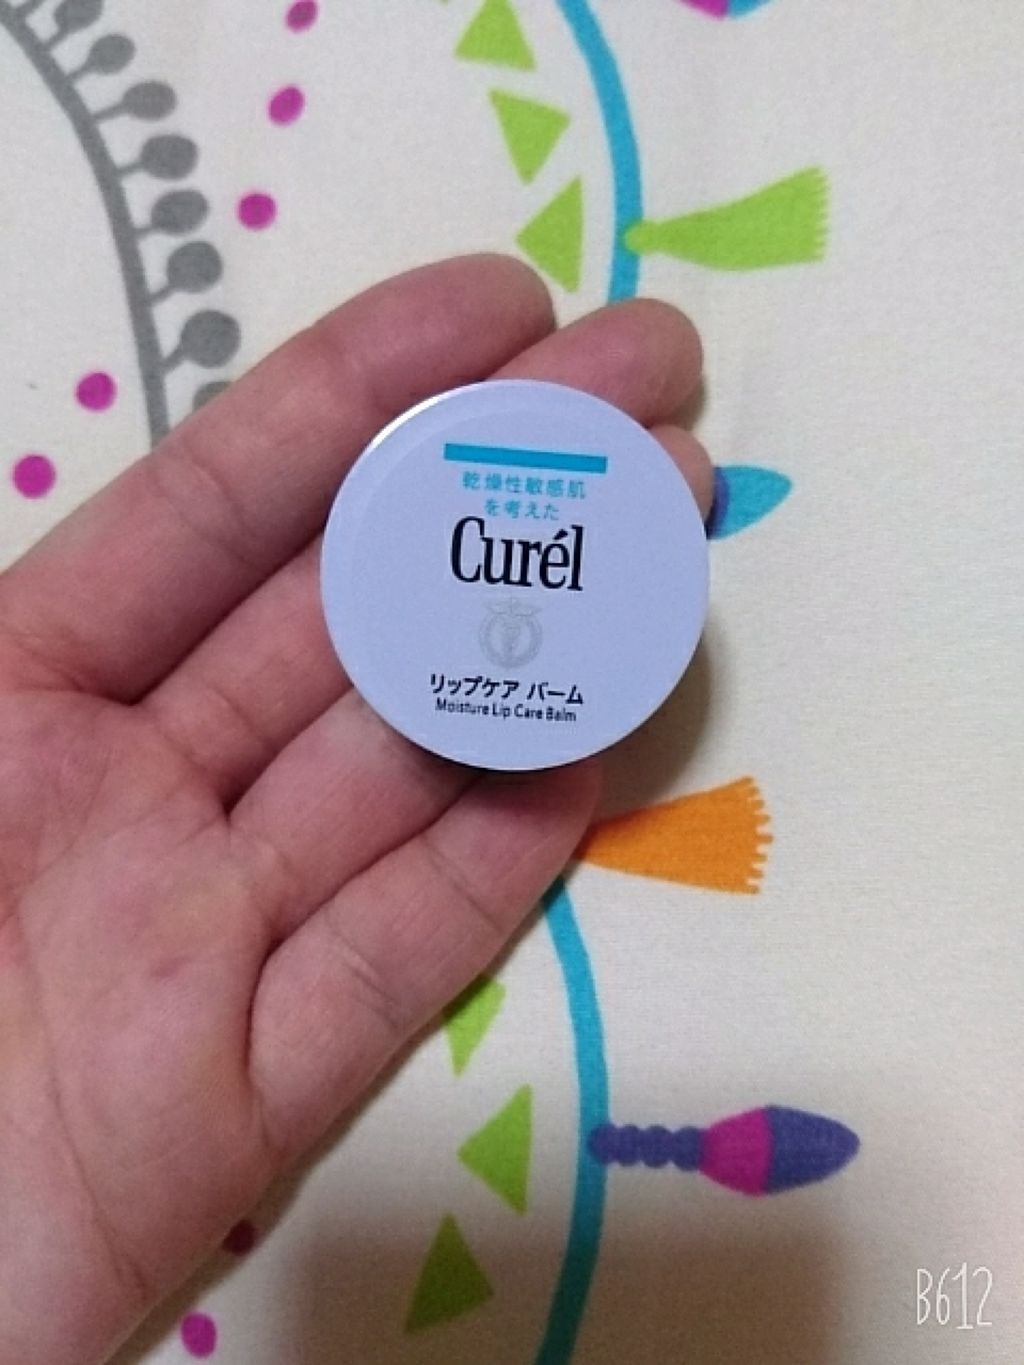 乾燥性敏感肌
を考えた
Curél
リップケア バーム
Moisture Lip Care Balm
B612